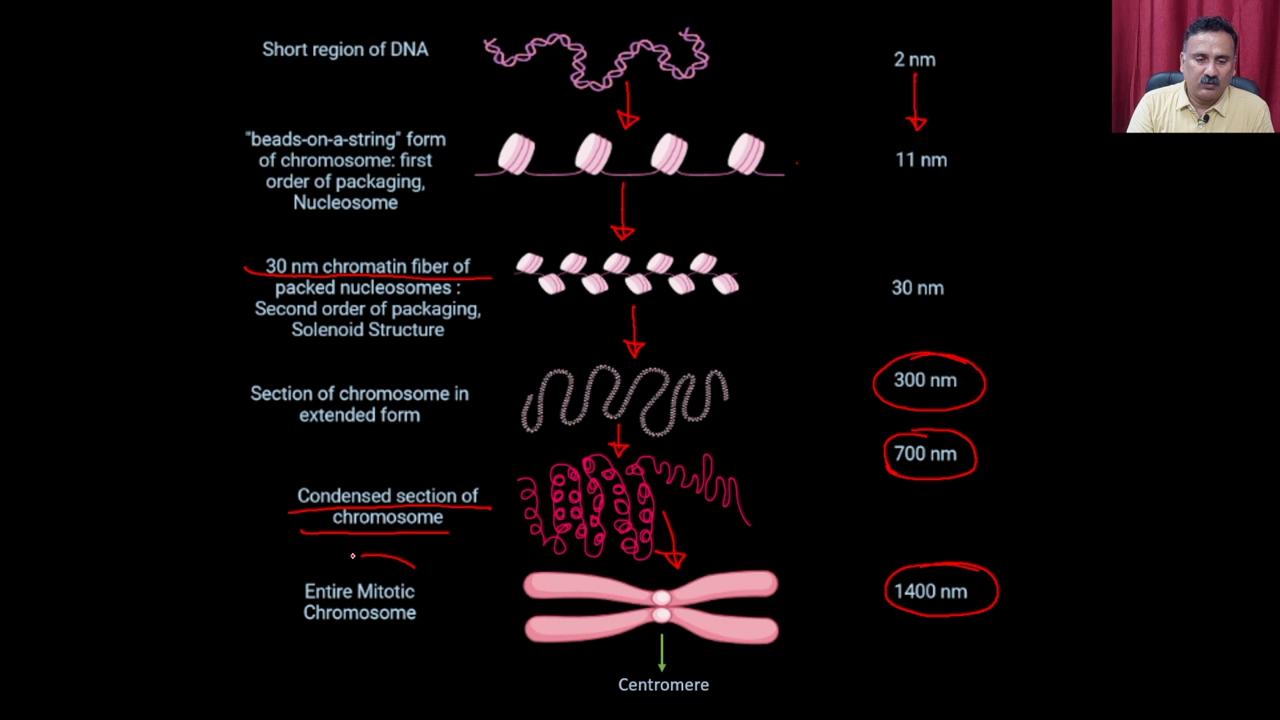 Short region of DNA
2 nm
"beads-on-a-string" form
of chromosome: first
order of packaging,
Nucleosome
11 nm
30 nm chromatin fiber of
packed nucleosomes :
Second order of packaging,
Solenoid Structure
30 nm
Section of chromosome in
extended form
300 nm
700 nm
Condensed section of
chromosome
Entire Mitotic
Chromosome
1400 nm
Centromere